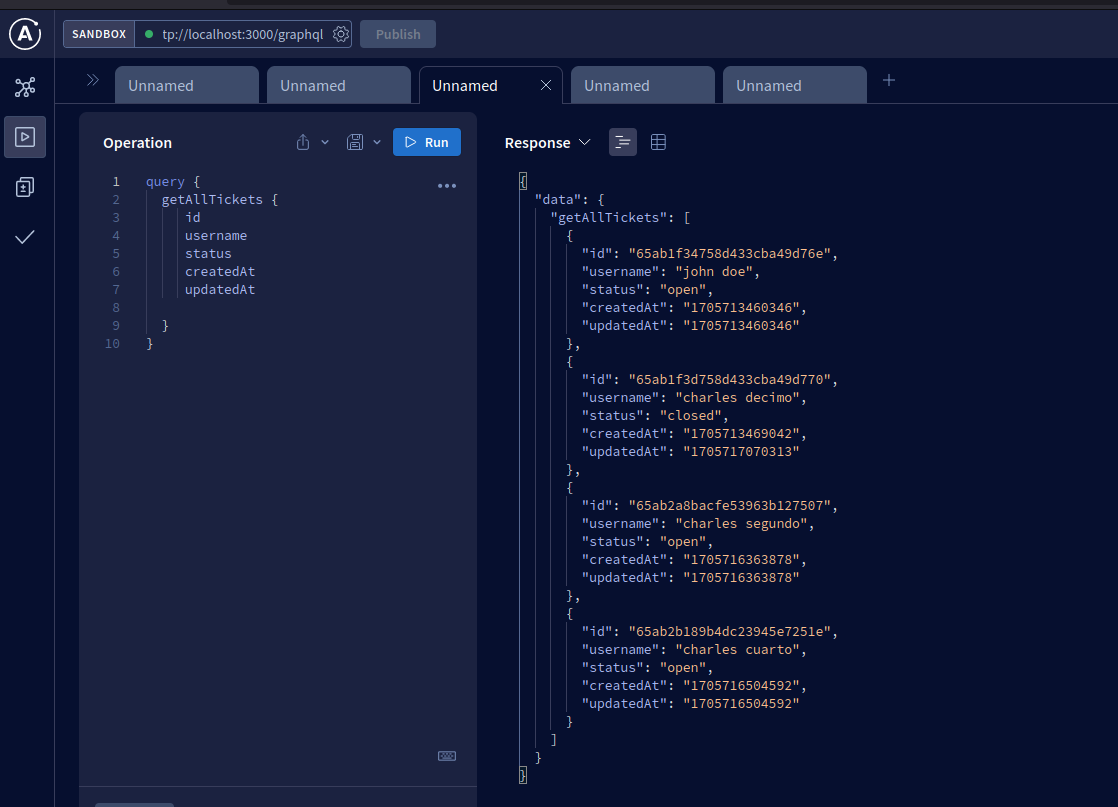 SANDBOX tp://localhost:3000/graphql Publish
Unnamed Unnamed Unnamed Unnamed Unnamed
Operation Run
1 query {
2 getAllTickets {
3 id
4 username
5 status
6 createdAt
7 updatedAt
8
9 }
10 }
Response
{
"data": {
"getAllTickets": [
{
"id": "65ab1f34758d433cba49d76e",
"username": "john doe",
"status": "open",
"createdAt": "1705713460346",
"updatedAt": "1705713460346"
},
{
"id": "65ab1f3d758d433cba49d770",
"username": "charles decimo",
"status": "closed",
"createdAt": "1705713469042",
"updatedAt": "1705717070313"
},
{
"id": "65ab2a8bacfe53963b127507",
"username": "charles segundo",
"status": "open",
"createdAt": "1705716363878",
"updatedAt": "1705716363878"
},
{
"id": "65ab2b189b4dc23945e7251e",
"username": "charles cuarto",
"status": "open",
"createdAt": "1705716504592",
"updatedAt": "1705716504592"
}
]
}
}